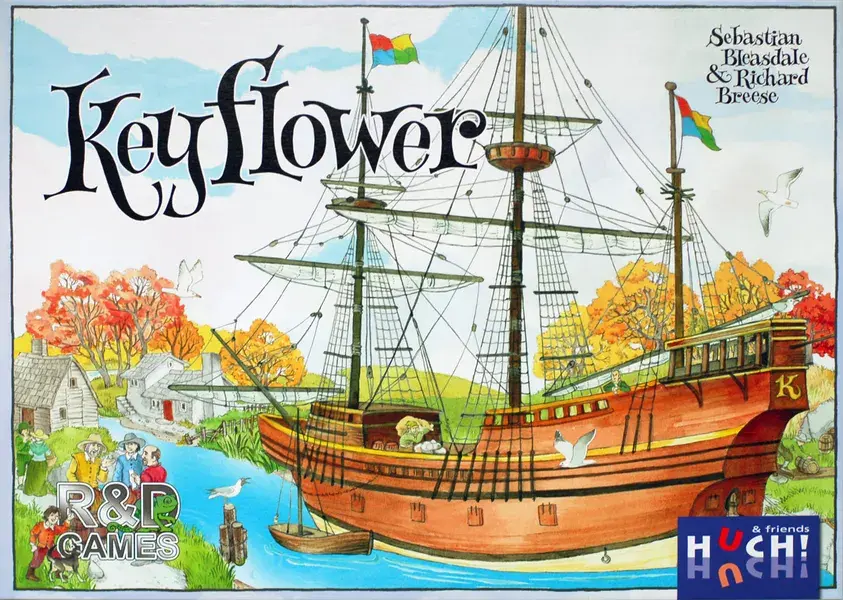 Keyflower
Sebastian
Bleasdale
& Richard
Breese
K
R&D
GAMES
& friends
HUCH!